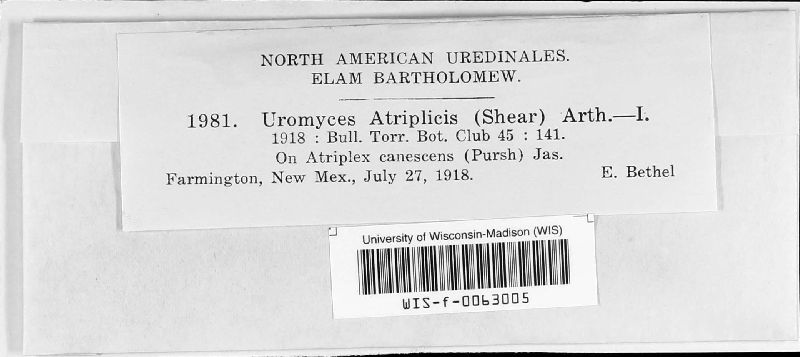 NORTH AMERICAN UREDINALES.
ELAM BARTHOLOMEW.
1981. Uromyces Atriplicis (Shear) Arth.—I.
1918 : Bull. Torr. Bot. Club 45 : 141.
On Atriplex canescens (Pursh) Jas.
Farmington, New Mex., July 27, 1918. E. Bethel
University of Wisconsin-Madison (WIS)
WIS-f-0063005